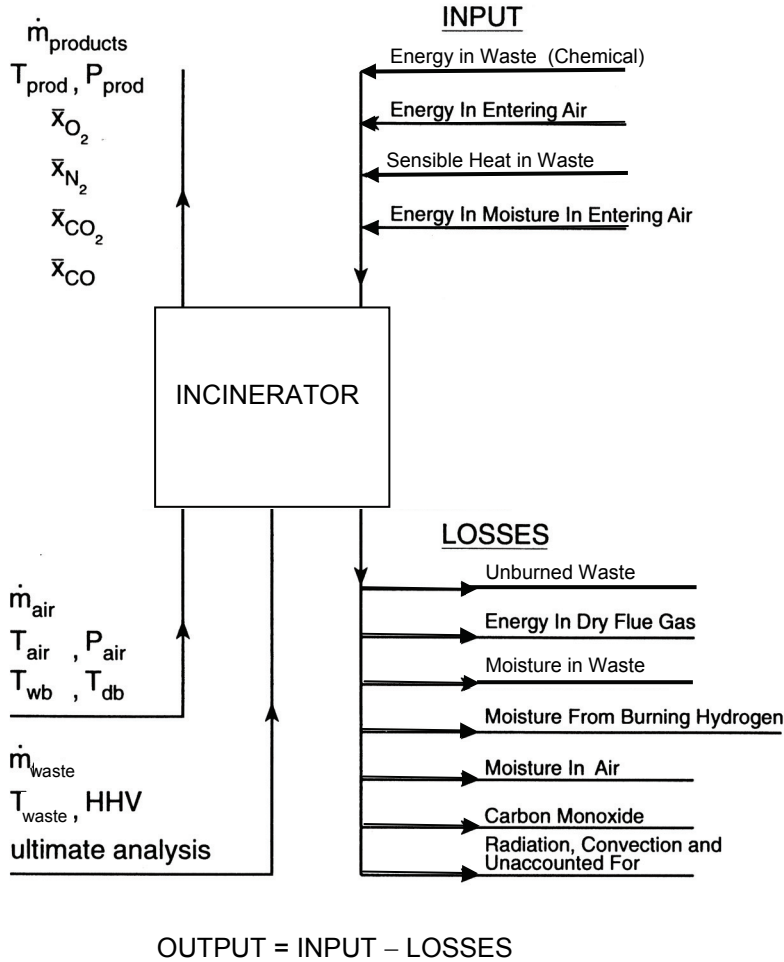 ṁproducts
Tprod , Pprod
x̄O₂
x̄N₂
x̄CO₂
x̄CO
INPUT
Energy in Waste (Chemical)
Energy In Entering Air
Sensible Heat in Waste
Energy In Moisture In Entering Air
INCINERATOR
ṁair
Tair , Pair
Twb , Tdb
ṁwaste
Twaste, HHV
ultimate analysis
LOSSES
Unburned Waste
Energy In Dry Flue Gas
Moisture in Waste
Moisture From Burning Hydrogen
Moisture In Air
Carbon Monoxide
Radiation, Convection and
Unaccounted For
OUTPUT = INPUT – LOSSES